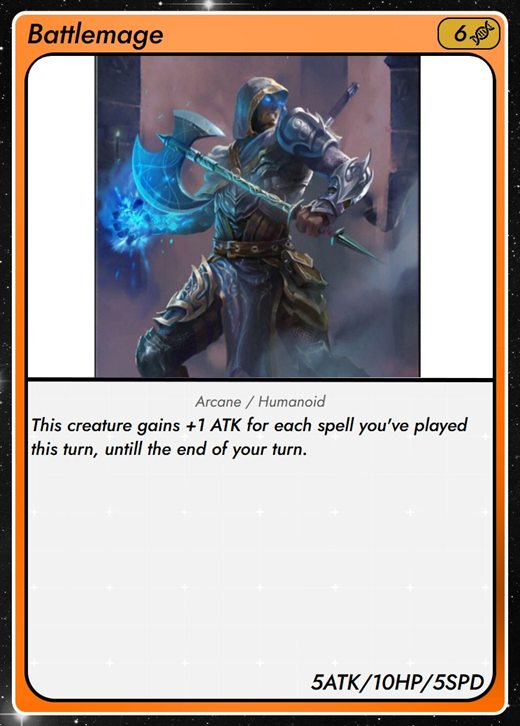 Battlemage
6
Arcane / Humanoid
This creature gains +1 ATK for each spell you've played
this turn, untill the end of your turn.
5ATK/10HP/5SPD